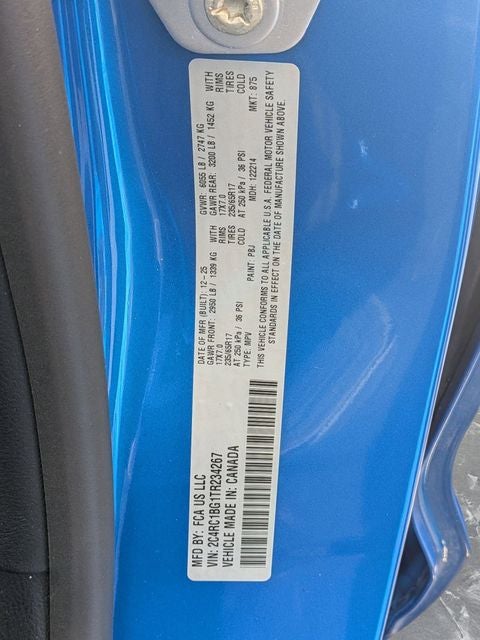 MFD BY: FCA US LLC
VIN: 2C4RC1BG1TR234267
VEHICLE MADE IN: CANADA
DATE OF MFR (BUILT): 12-25 GVWR: 6055 LB / 2747 KG
GAWR FRONT: 2950 LB / 1339 KG WITH GAWR REAR: 3200 LB / 1452 KG WITH
17X7.0 RIMS 17X7.0 RIMS
235/65R17 TIRES 235/65R17 TIRES
AT 250 kPa / 36 PSI COLD AT 250 kPa / 36 PSI COLD
TYPE: MPV PAINT: PBJ MDH: 122214 MKT: 875
THIS VEHICLE CONFORMS TO ALL APPLICABLE U.S.A. FEDERAL MOTOR VEHICLE SAFETY
STANDARDS IN EFFECT ON THE DATE OF MANUFACTURE SHOWN ABOVE.